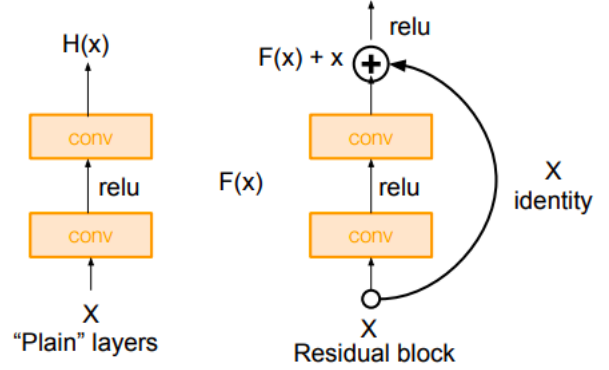 H(x)
conv
relu
conv
X
“Plain” layers
relu
F(x) + x
conv
F(x)
relu
X
identity
conv
X
Residual block